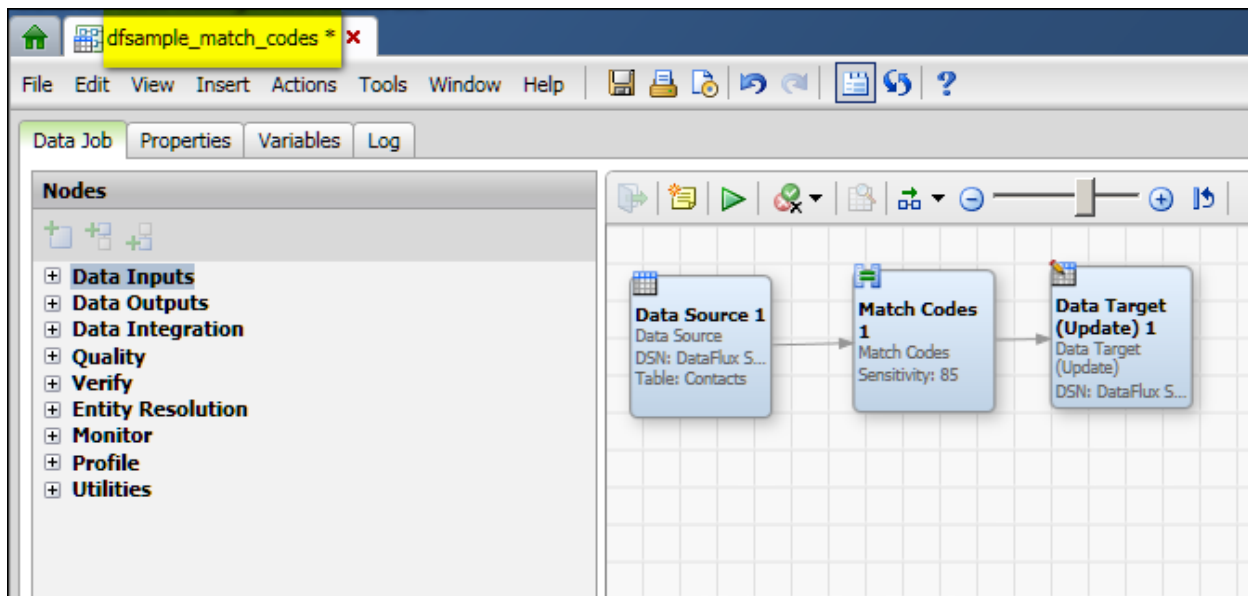 dfsample_match_codes *
File Edit View Insert Actions Tools Window Help
Data Job Properties Variables Log
Nodes
Data Inputs
Data Outputs
Data Integration
Quality
Verify
Entity Resolution
Monitor
Profile
Utilities
Data Source 1
Data Source
DSN: DataFlux S...
Table: Contacts
Match Codes
1
Match Codes
Sensitivity: 85
Data Target
(Update) 1
Data Target
(Update)
DSN: DataFlux S...